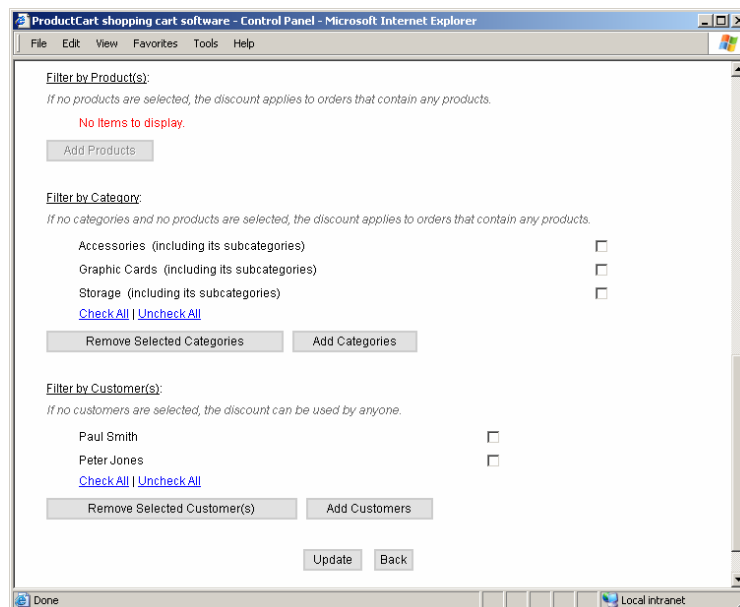 ProductCart shopping cart software - Control Panel - Microsoft Internet Explorer
File Edit View Favorites Tools Help
Filter by Product(s):
If no products are selected, the discount applies to orders that contain any products.
No Items to display.
Add Products
Filter by Category:
If no categories and no products are selected, the discount applies to orders that contain any products.
Accessories (including its subcategories)
Graphic Cards (including its subcategories)
Storage (including its subcategories)
Check All | Uncheck All
Remove Selected Categories Add Categories
Filter by Customer(s):
If no customers are selected, the discount can be used by anyone.
Paul Smith
Peter Jones
Check All | Uncheck All
Remove Selected Customer(s) Add Customers
Update Back
Done Local intranet